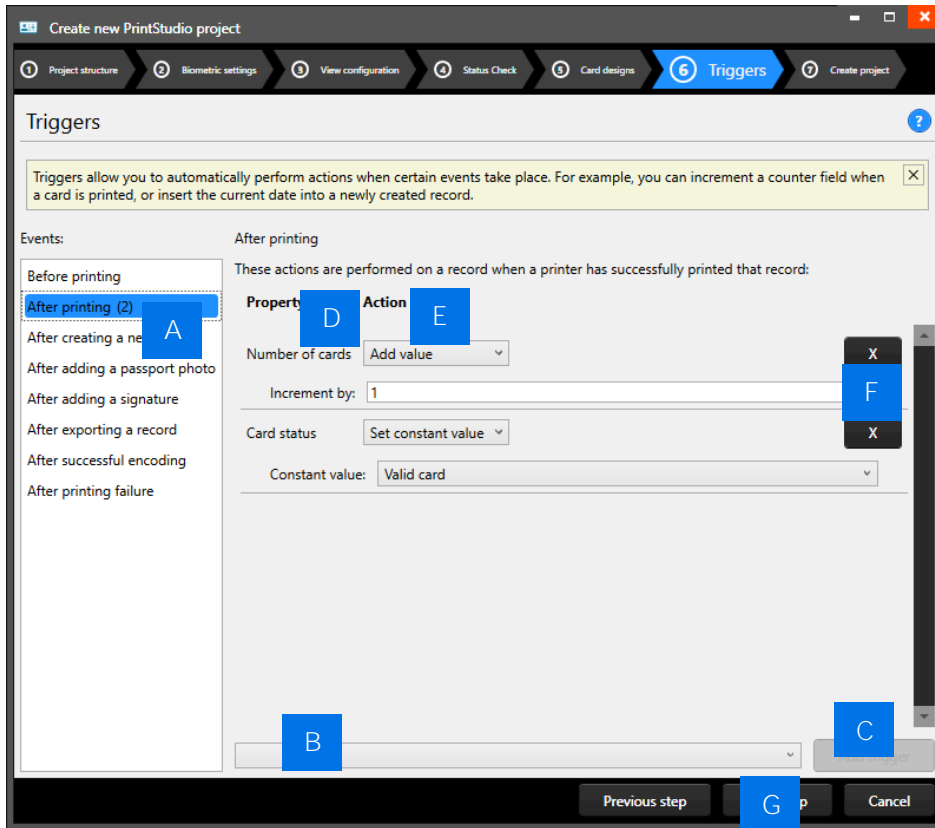 Create new PrintStudio project
1 Project structure 2 Biometric settings 3 View configuration 4 Status Check 5 Card designs 6 Triggers 7 Create project
Triggers
?
Triggers allow you to automatically perform actions when certain events take place. For example, you can increment a counter field when
a card is printed, or insert the current date into a newly created record.
Events:
After printing
These actions are performed on a record when a printer has successfully printed that record:
Before printing
After printing (2)
A
After creating a
After adding a passport photo
After adding a signature
After exporting a record
After successful encoding
After printing failure
Property D Action E
Number of cards Add value X
Increment by: 1
F
Card status Set constant value X
Constant value: Valid card
B
C
Previous step G Cancel